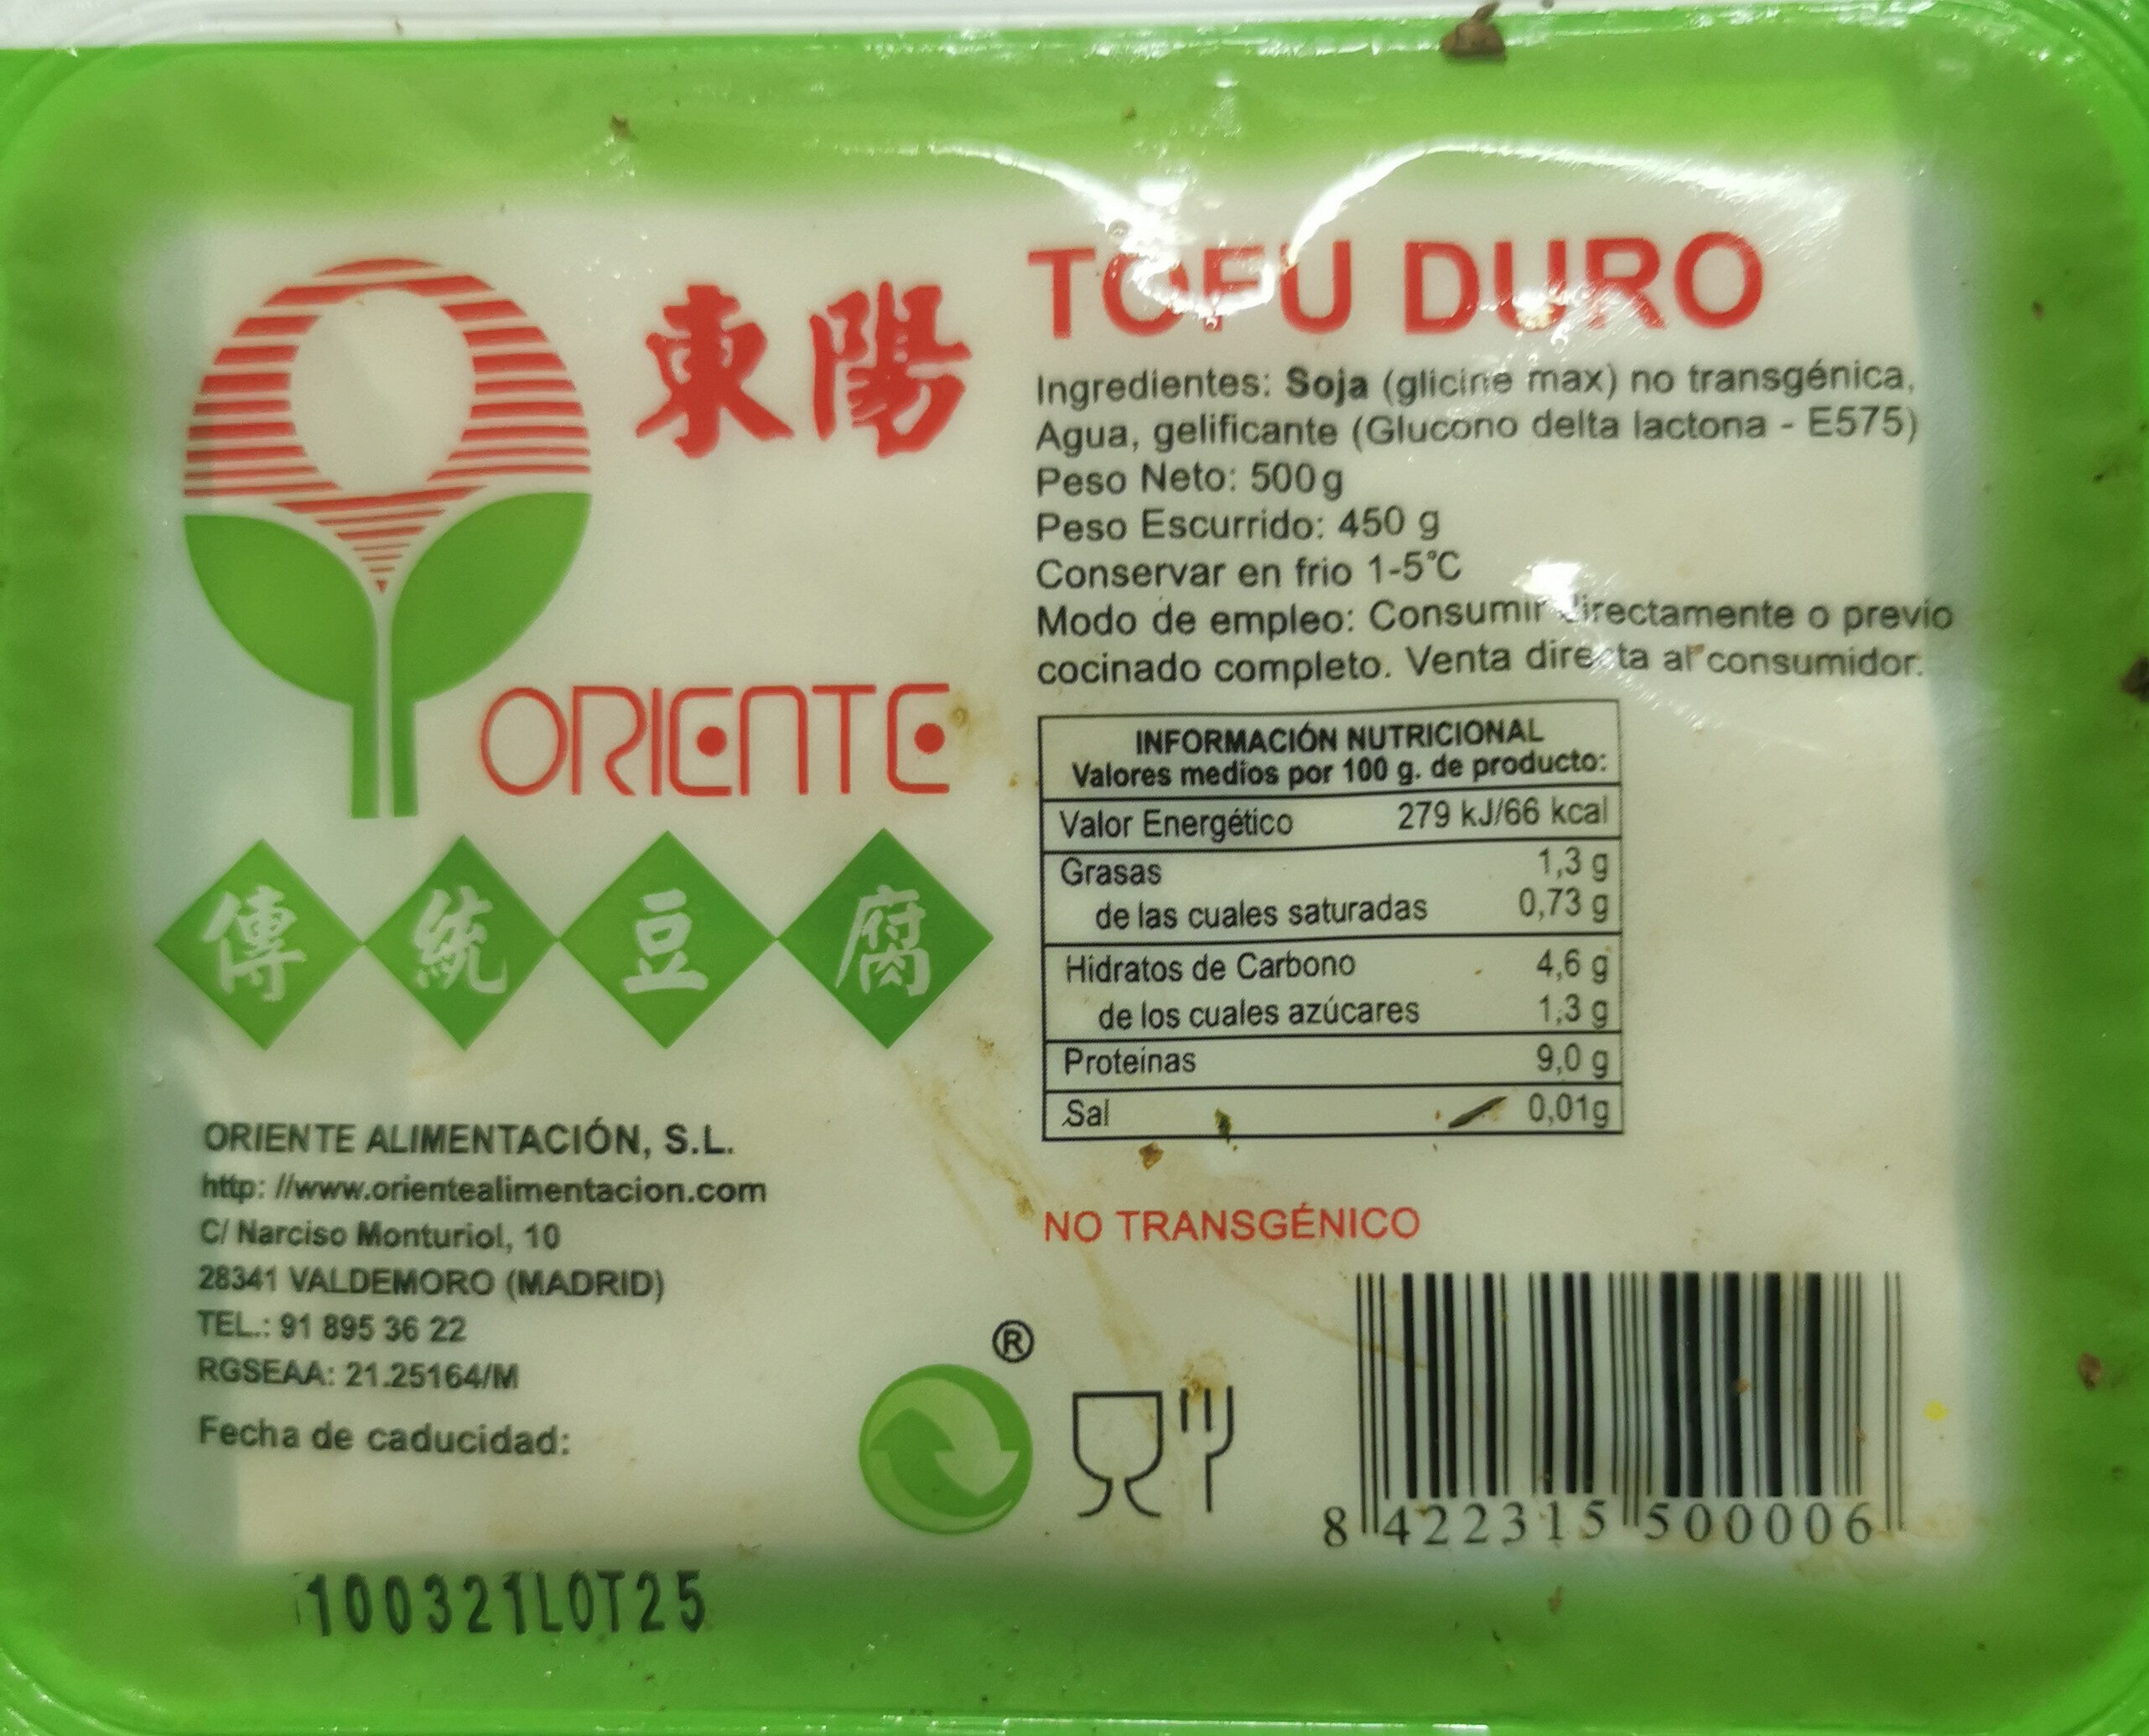 東陽
ORIENTE
傳統豆腐
ORIENTE ALIMENTACIÓN, S.L.
http: //www.orientealimentacion.com
C/ Narciso Monturiol, 10
28341 VALDEMORO (MADRID)
TEL.: 91 895 36 22
RGSEAA: 21.25164/M
Fecha de caducidad:
100321LOT25
TOFU DURO
Ingredientes: Soja (glicine max) no transgénica,
Agua, gelificante (Glucono delta lactona - E575)
Peso Neto: 500g
Peso Escurrido: 450 g
Conservar en frio 1-5°C
Modo de empleo: Consumir directamente o previo
cocinado completo. Venta directa al consumidor.
INFORMACIÓN NUTRICIONAL
Valores medios por 100 g. de producto:
Valor Energético 279 kJ/66 kcal
Grasas 1,3 g
de las cuales saturadas 0,73 g
Hidratos de Carbono 4,6 g
de los cuales azúcares 1,3 g
Proteínas 9,0 g
Sal 0,01g
NO TRANSGÉNICO
®
8 422315 500006